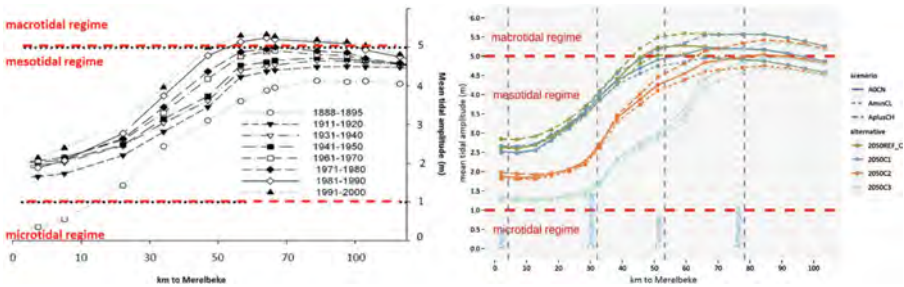 macrotidal regime
mesotidal regime
microtidal regime
5
4
3
2
1
0
Mean tidal amplitude (m)
1888-1895
1911-1920
1931-1940
1941-1950
1961-1970
1971-1980
1981-1990
1991-2000
0 10 20 30 40 50 60 70 100
km to Merelbeke
mean tidal amplitude (m)
6.0
5.5
5.0
4.5
4.0
3.5
3.0
2.5
2.0
1.5
1.0
0.5
0.0
macrotidal regime
mesotidal regime
microtidal regime
0 10 20 30 40 50 60 70 80 90 100
km to Merelbeke
scenario
A0CN
AminCL
AplusCH
alternative
2050REF_C
2050C1
2050C2
2050C3